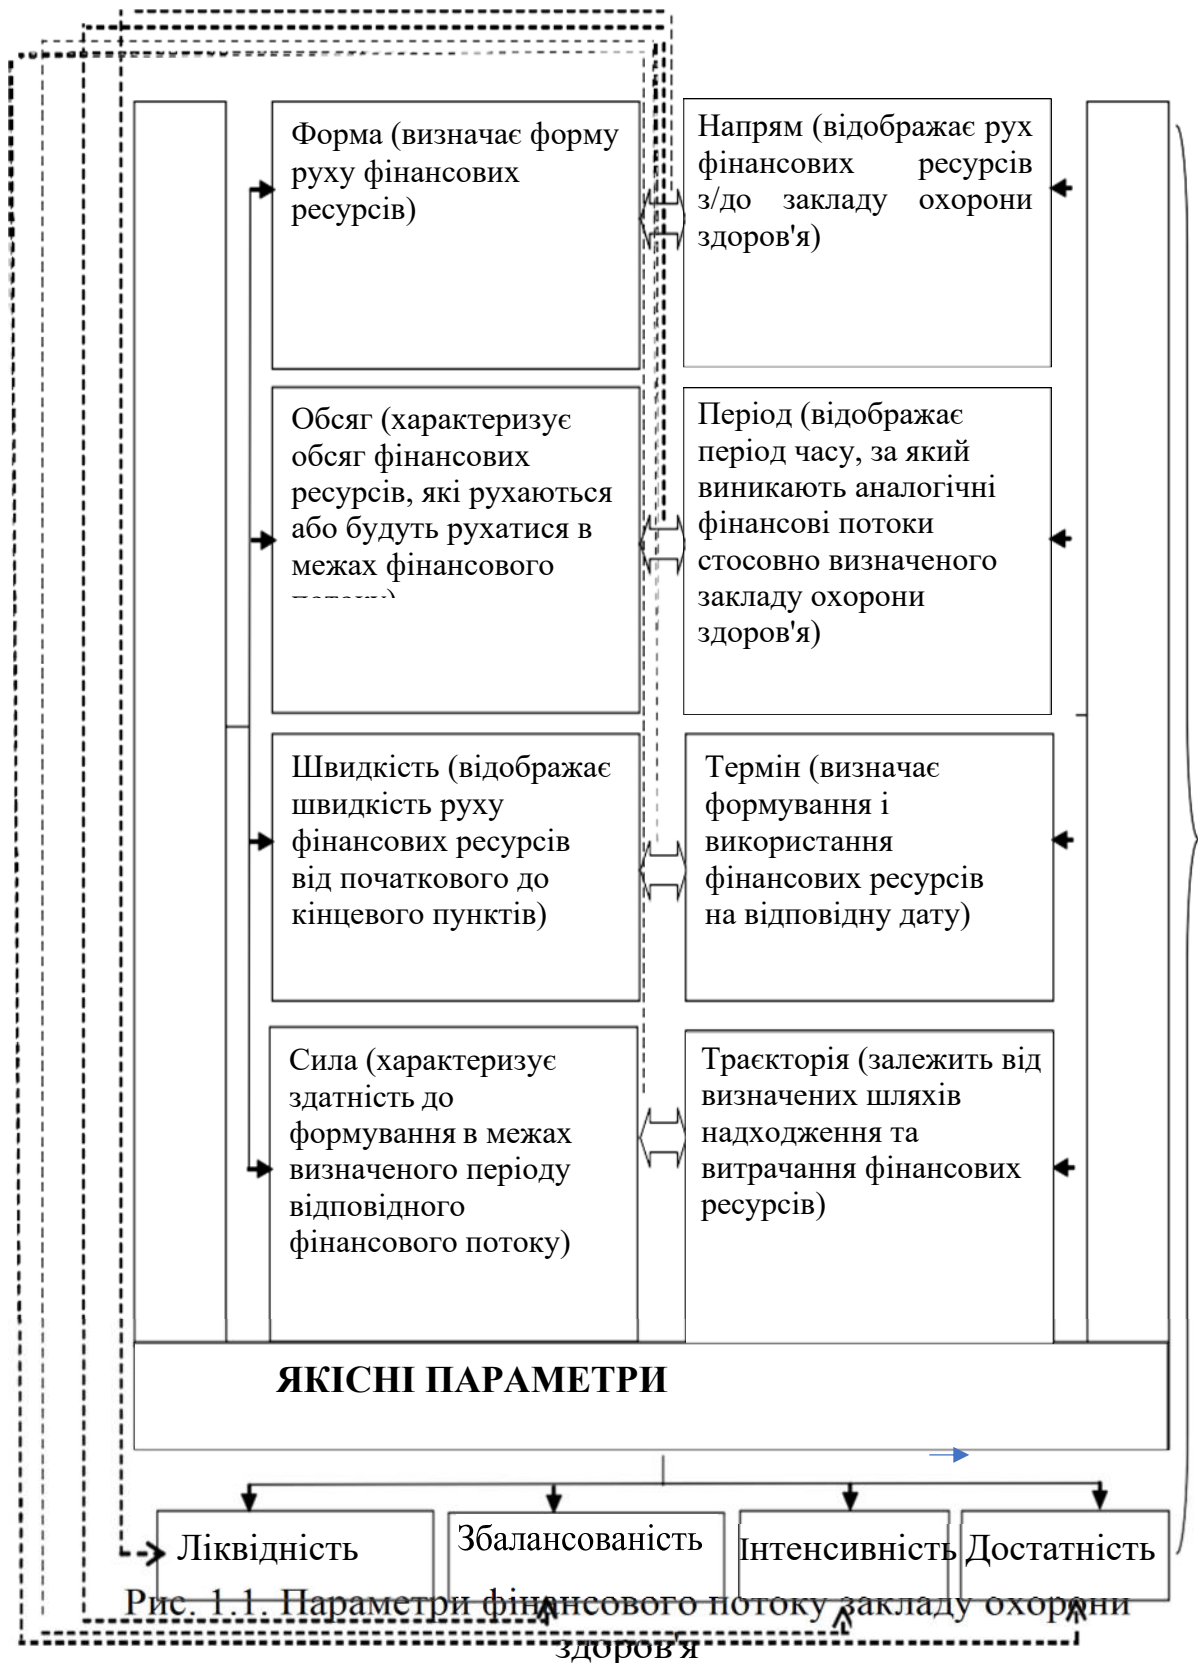 Форма (визначає форму
руху фінансових
ресурсів)
Напрям (відображає рух
фінансових ресурсів
з/до закладу охорони
здоров'я)
Обсяг (характеризує
обсяг фінансових
ресурсів, які рухаються
або будуть рухатися в
межах фінансового
потоку)
Період (відображає
період часу, за який
виникають аналогічні
фінансові потоки
стосовно визначеного
закладу охорони
здоров'я)
Швидкість (відображає
швидкість руху
фінансових ресурсів
від початкового до
кінцевого пунктів)
Термін (визначає
формування і
використання
фінансових ресурсів
на відповідну дату)
Сила (характеризує
здатність до
формування в межах
визначеного періоду
відповідного
фінансового потоку)
Траєкторія (залежить від
визначених шляхів
надходження та
витрачання фінансових
ресурсів)
ЯКІСНІ ПАРАМЕТРИ
Ліквідність
Збалансованість
Інтенсивність
Достатність
Рис. 1.1. Параметри фінансового потоку закладу охорони
здоров'я